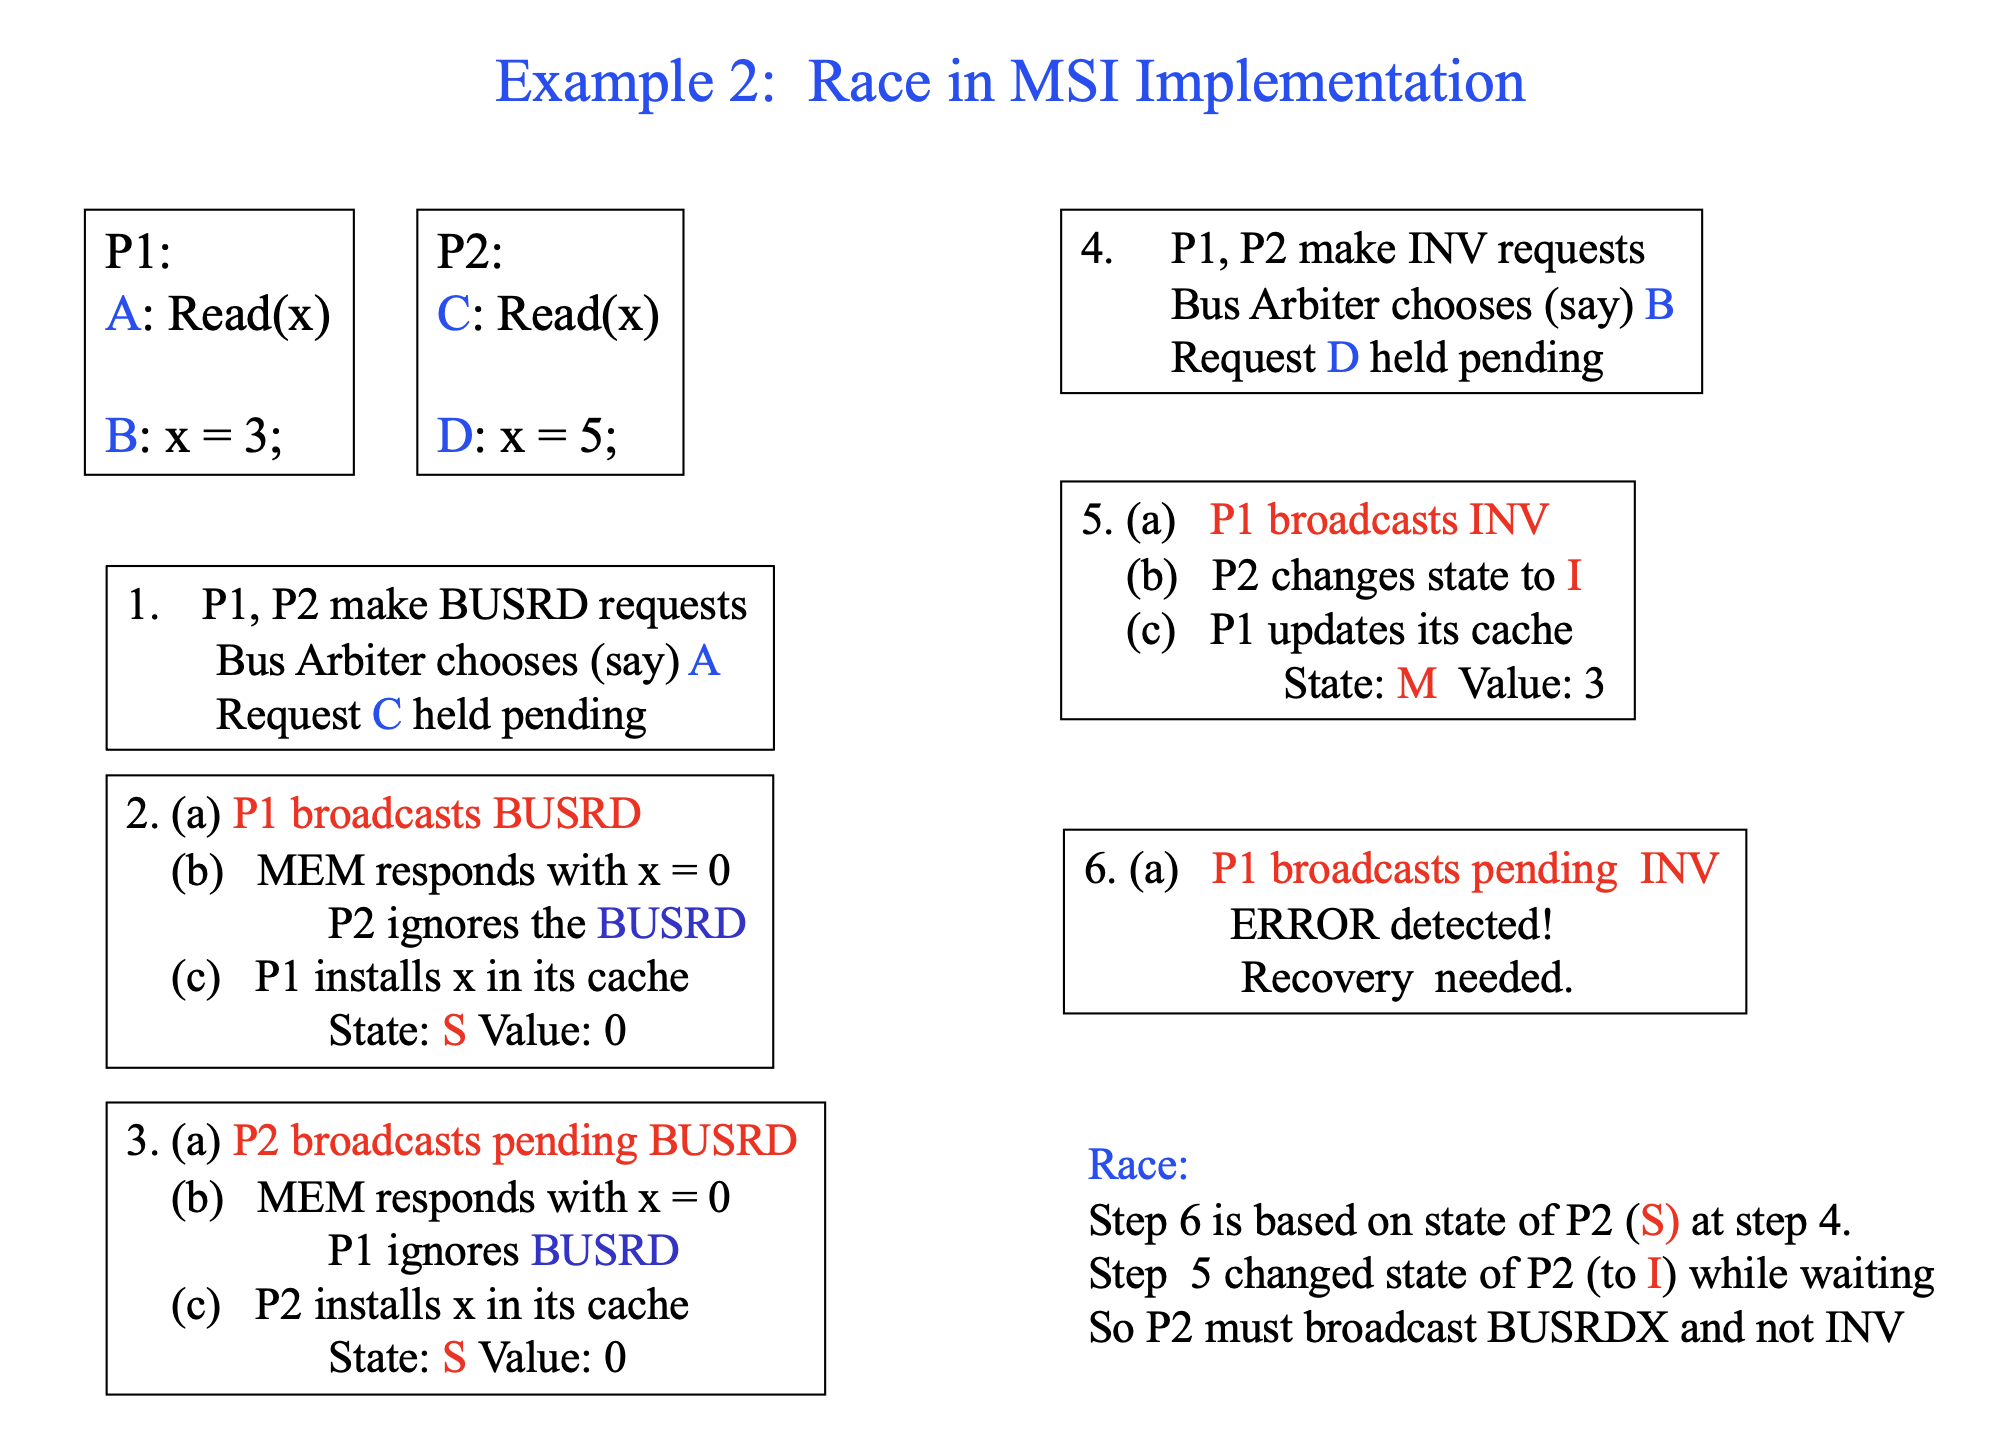 Example 2: Race in MSI Implementation
P1:
A: Read(x)
B: x = 3;
P2:
C: Read(x)
D: x = 5;
1. P1, P2 make BUSRD requests
Bus Arbiter chooses (say) A
Request C held pending
2. (a) P1 broadcasts BUSRD
(b) MEM responds with x = 0
P2 ignores the BUSRD
(c) P1 installs x in its cache
State: S Value: 0
3. (a) P2 broadcasts pending BUSRD
(b) MEM responds with x = 0
P1 ignores BUSRD
(c) P2 installs x in its cache
State: S Value: 0
4. P1, P2 make INV requests
Bus Arbiter chooses (say) B
Request D held pending
5. (a) P1 broadcasts INV
(b) P2 changes state to I
(c) P1 updates its cache
State: M Value: 3
6. (a) P1 broadcasts pending INV
ERROR detected!
Recovery needed.
Race:
Step 6 is based on state of P2 (S) at step 4.
Step 5 changed state of P2 (to I) while waiting
So P2 must broadcast BUSRDX and not INV